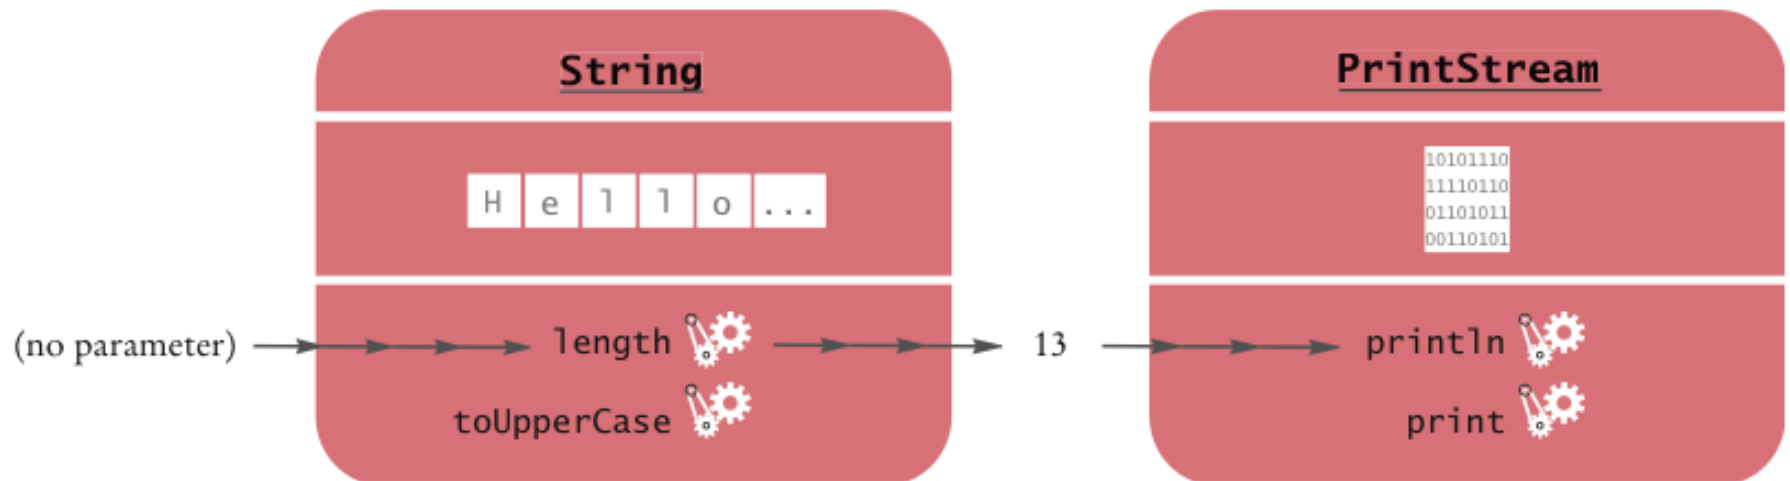 String
H e l l o ...
(no parameter)
length
toUpperCase
13
PrintStream
10101110
11110110
01101011
00110101
println
print